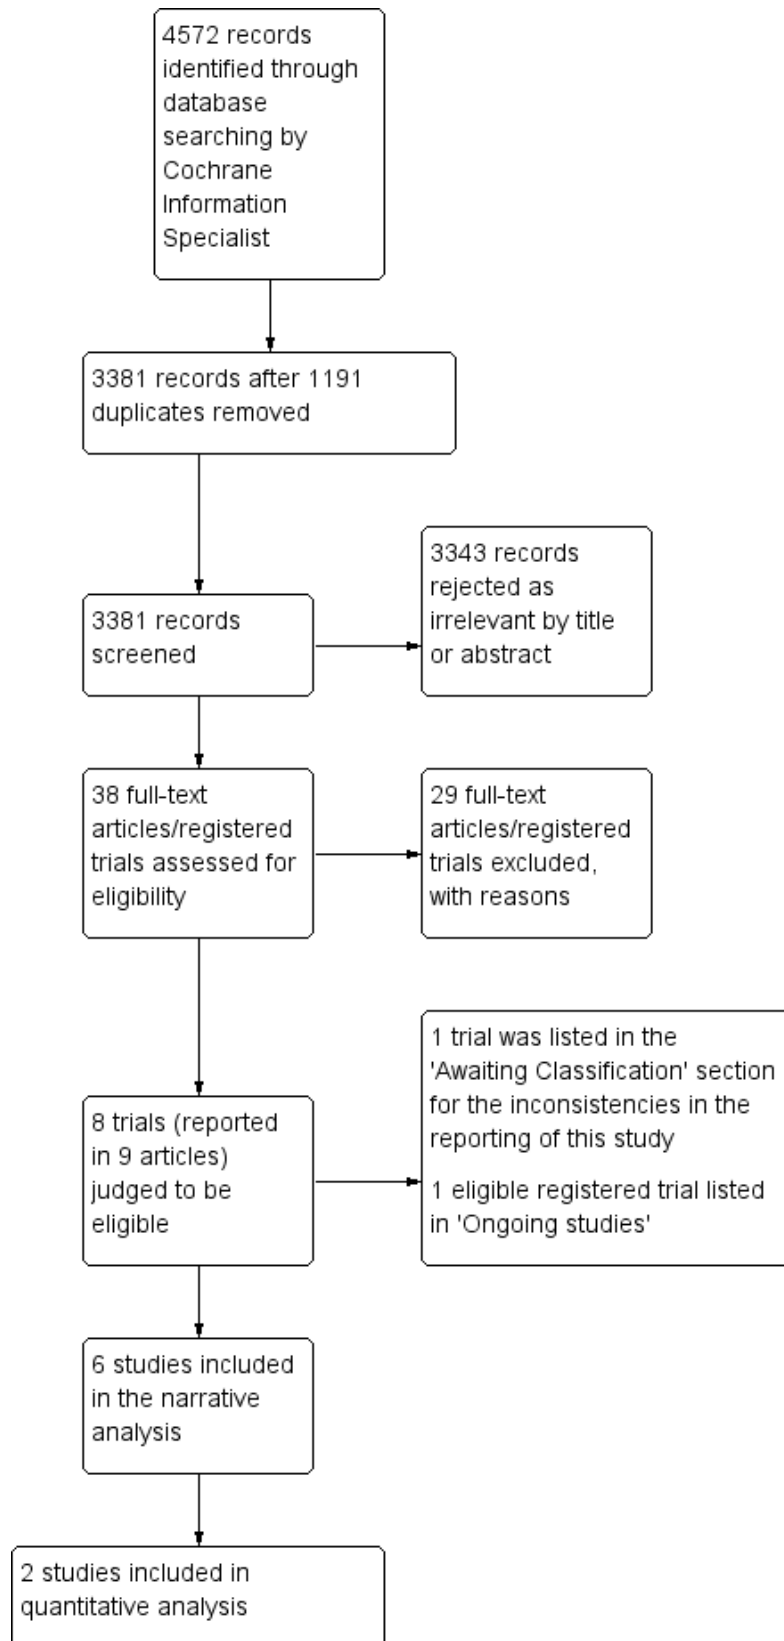 4572 records
identified through
database
searching by
Cochrane
Information
Specialist
3381 records after 1191
duplicates removed
3381 records
screened
3343 records
rejected as
irrelevant by title
or abstract
38 full-text
articles/registered
trials assessed for
eligibility
29 full-text
articles/registered
trials excluded,
with reasons
8 trials (reported
in 9 articles)
judged to be
eligible
1 trial was listed in the
'Awaiting Classification' section
for the inconsistencies in the
reporting of this study
1 eligible registered trial listed
in 'Ongoing studies'
6 studies included
in the narrative
analysis
2 studies included in
quantitative analysis